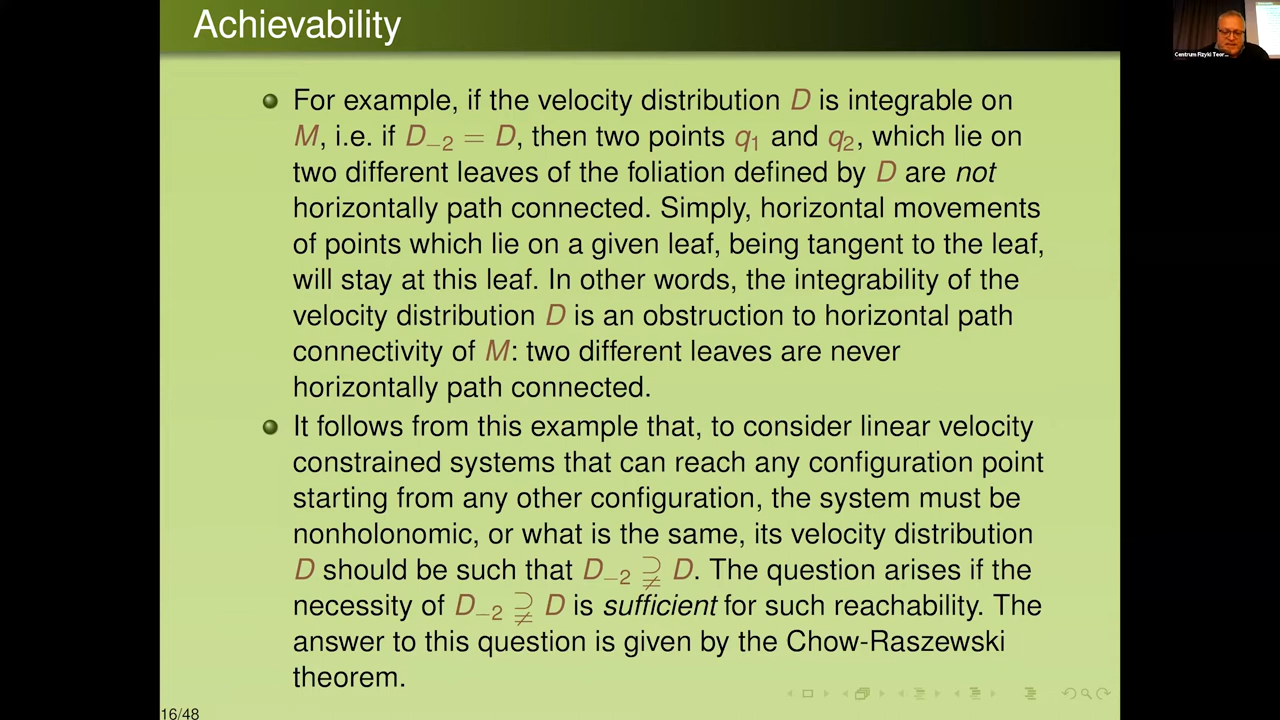 Achievability
For example, if the velocity distribution D is integrable on
M, i.e. if D₋₂ = D, then two points q₁ and q₂, which lie on
two different leaves of the foliation defined by D are not
horizontally path connected. Simply, horizontal movements
of points which lie on a given leaf, being tangent to the leaf,
will stay at this leaf. In other words, the integrability of the
velocity distribution D is an obstruction to horizontal path
connectivity of M: two different leaves are never
horizontally path connected.
It follows from this example that, to consider linear velocity
constrained systems that can reach any configuration point
starting from any other configuration, the system must be
nonholonomic, or what is the same, its velocity distribution
D should be such that D₋₂ ⊋ D. The question arises if the
necessity of D₋₂ ⊋ D is sufficient for such reachability. The
answer to this question is given by the Chow-Raszewski
theorem.
16/48
Centrum Fizyki Teor...